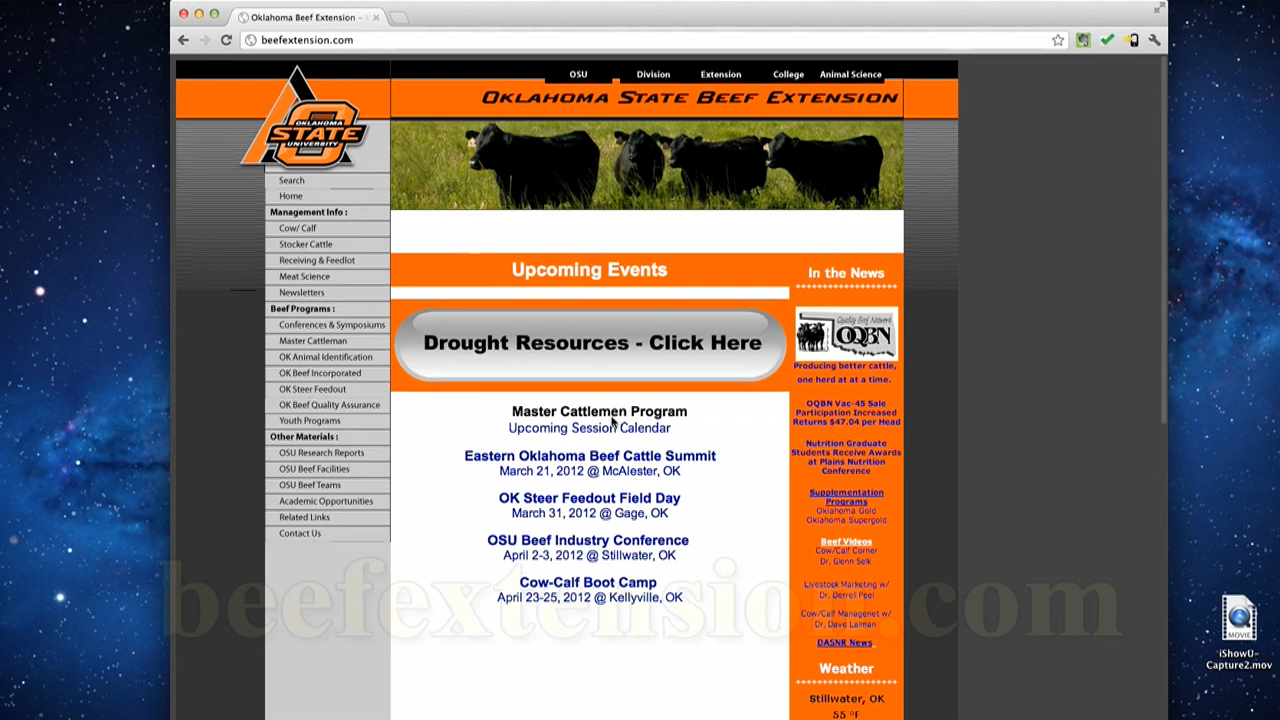 Oklahoma Beef Extension –
beefextension.com
OSU Division Extension College Animal Science
OKLAHOMA STATE BEEF EXTENSION
OKLAHOMA
STATE
UNIVERSITY
Search
Home
Management Info :
Cow/ Calf
Stocker Cattle
Receiving & Feedlot
Meat Science
Newsletters
Beef Programs :
Conferences & Symposiums
Master Cattleman
OK Animal Identification
OK Beef Incorporated
OK Steer Feedout
OK Beef Quality Assurance
Youth Programs
Other Materials :
OSU Research Reports
OSU Beef Facilities
OSU Beef Teams
Academic Opportunities
Related Links
Contact Us
Upcoming Events
Drought Resources - Click Here
Master Cattlemen Program
Upcoming Session Calendar
Eastern Oklahoma Beef Cattle Summit
March 21, 2012 @ McAlester, OK
OK Steer Feedout Field Day
March 31, 2012 @ Gage, OK
OSU Beef Industry Conference
April 2-3, 2012 @ Stillwater, OK
Cow-Calf Boot Camp
April 23-25, 2012 @ Kellyville, OK
In the News
Quality Beef Network
OQBN
Producing better cattle,
one herd at at a time.
OQBN Vac-45 Sale
Participation Increased
Returns $47.04 per Head
Nutrition Graduate
Students Receive Awards
at Plains Nutrition
Conference
Supplementation
Programs
Oklahoma Gold
Oklahoma Supergold
Beef Videos
Cow/Calf Corner
Dr. Glenn Selk
Livestock Marketing w/
Dr. Derrell Peel
Cow/Calf Managenet w/
Dr. Dave Lalman
DASNR News
Weather
Stillwater, OK
55 °F
beefextension.com
MOVIE
iShowU-
Capture2.mov